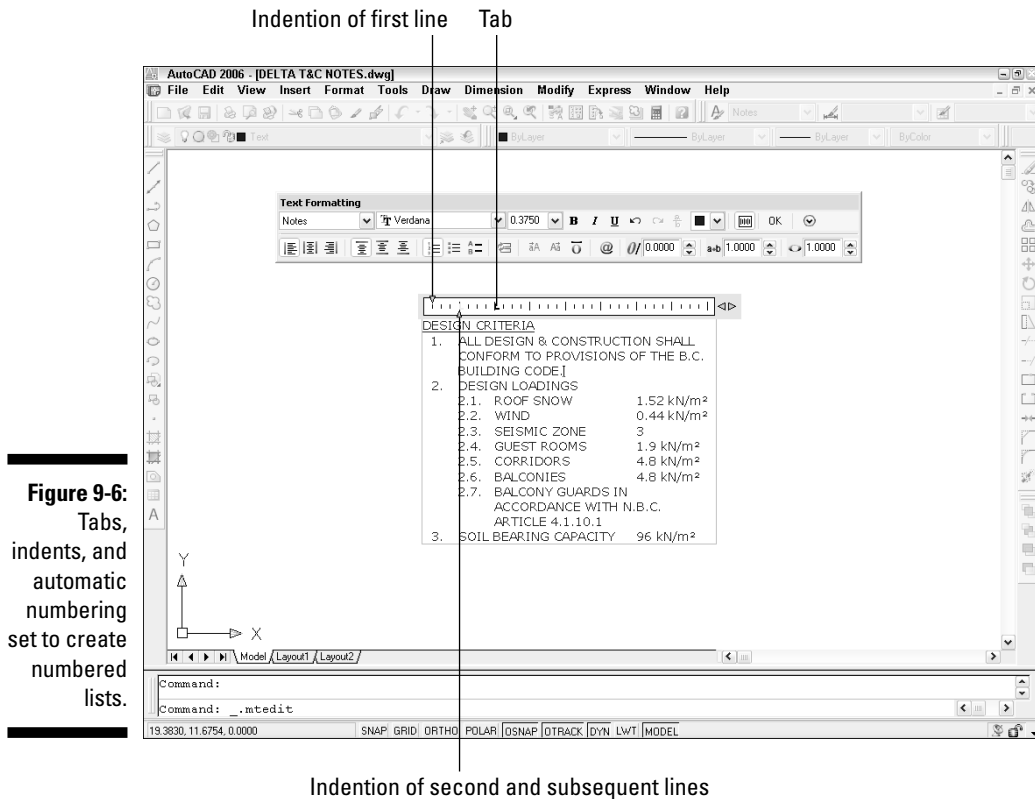 Indention of first line Tab
AutoCAD 2006 - [DELTA T&C NOTES.dwg]
File Edit View Insert Format Tools Draw Dimension Modify Express Window Help
Notes
Text ByLayer ByLayer ByLayer ByColor
Text Formatting
Notes Verdana 0.3750 B I U OK
@ 0/ 0.0000 a•b 1.0000 1.0000
DESIGN CRITERIA
1. ALL DESIGN & CONSTRUCTION SHALL
CONFORM TO PROVISIONS OF THE B.C.
BUILDING CODE.
2. DESIGN LOADINGS
2.1. ROOF SNOW 1.52 kN/m²
2.2. WIND 0.44 kN/m²
2.3. SEISMIC ZONE 3
2.4. GUEST ROOMS 1.9 kN/m²
2.5. CORRIDORS 4.8 kN/m²
2.6. BALCONIES 4.8 kN/m²
2.7. BALCONY GUARDS IN
ACCORDANCE WITH N.B.C.
ARTICLE 4.1.10.1
3. SOIL BEARING CAPACITY 96 kN/m²
A
Y
X
Model Layout1 Layout2
Command:
Command: _.mtedit
19.3830, 11.6754, 0.0000 SNAP GRID ORTHO POLAR OSNAP OTRACK DYN LWT MODEL
Indention of second and subsequent lines
Figure 9-6:
Tabs,
indents, and
automatic
numbering
set to create
numbered
lists.